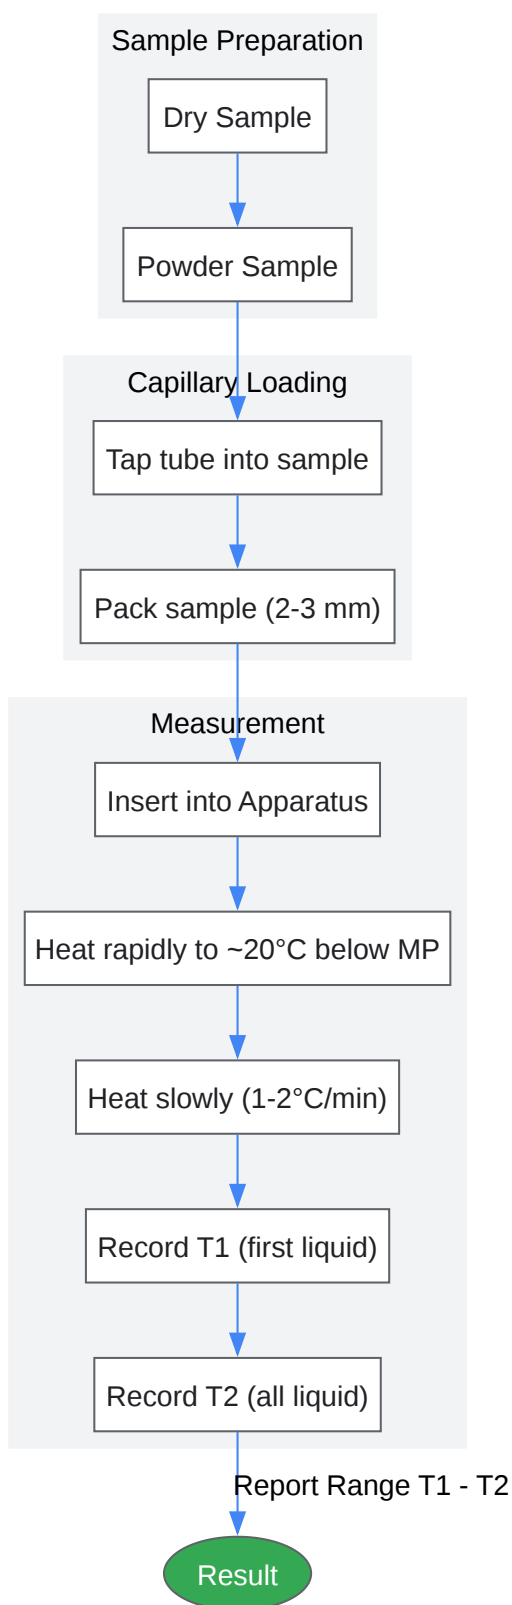 Sample Preparation
Dry Sample
Powder Sample
Capillary Loading
Tap tube into sample
Pack sample (2-3 mm)
Measurement
Insert into Apparatus
Heat rapidly to ~20°C below MP
Heat slowly (1-2°C/min)
Record T1 (first liquid)
Record T2 (all liquid)
Report Range T1 - T2
Result